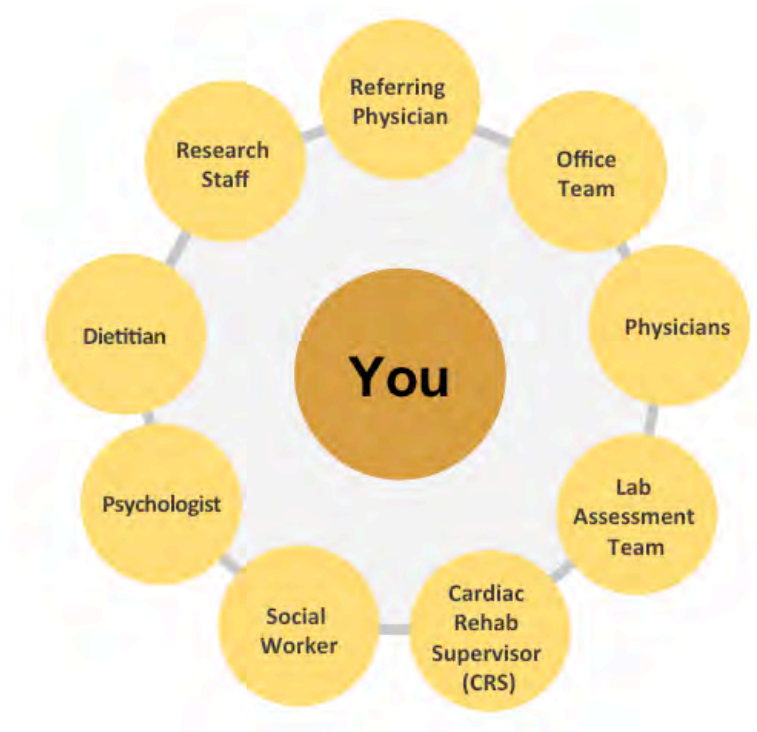 Referring
Physician
Office
Team
Physicians
Lab
Assessment
Team
Cardiac
Rehab
Supervisor
(CRS)
Social
Worker
Psychologist
Dietitian
Research
Staff
You